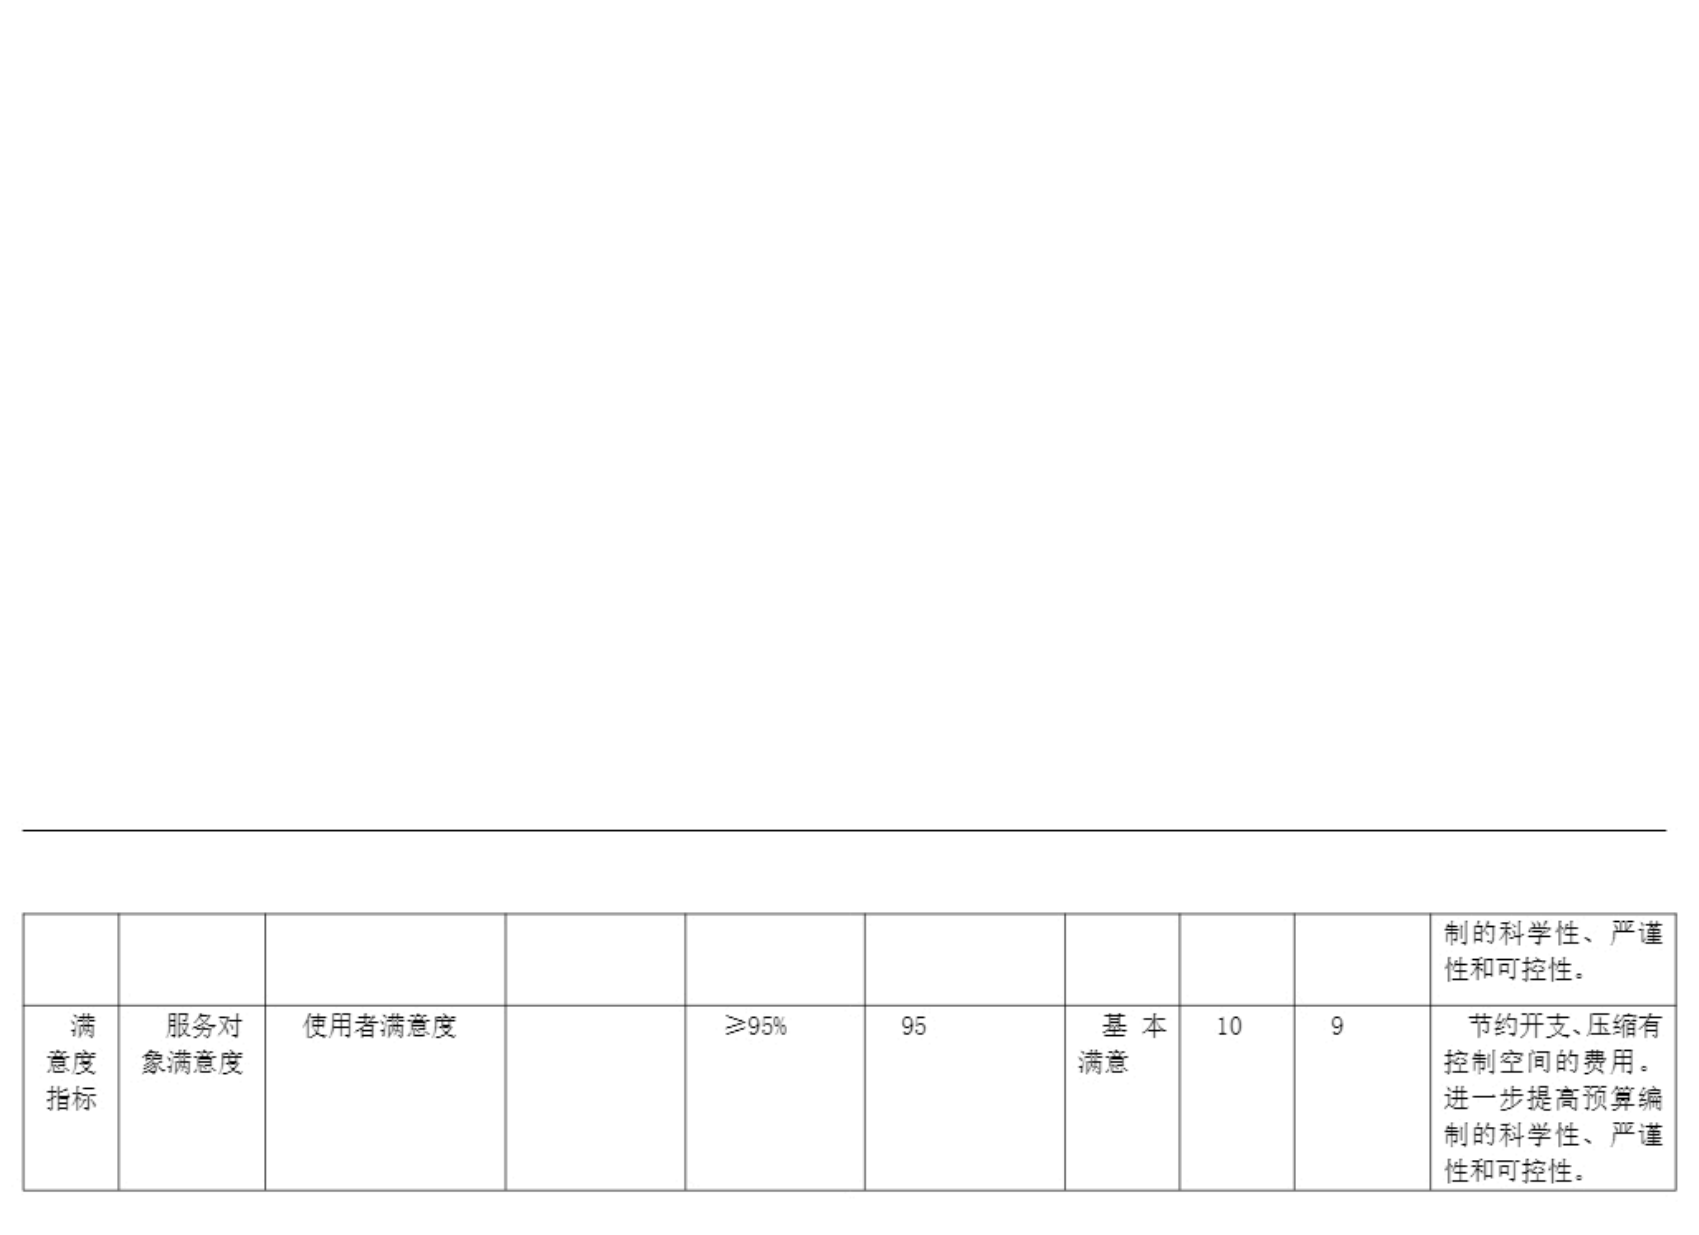 制的科学性、严谨
性和可控性。
满
意度
指标
服务对
象满意度
使用者满意度
≥95%
95
基本
满意
10
9
节约开支、压缩有
控制空间的费用。
进一步提高预算编
制的科学性、严谨
性和可控性。